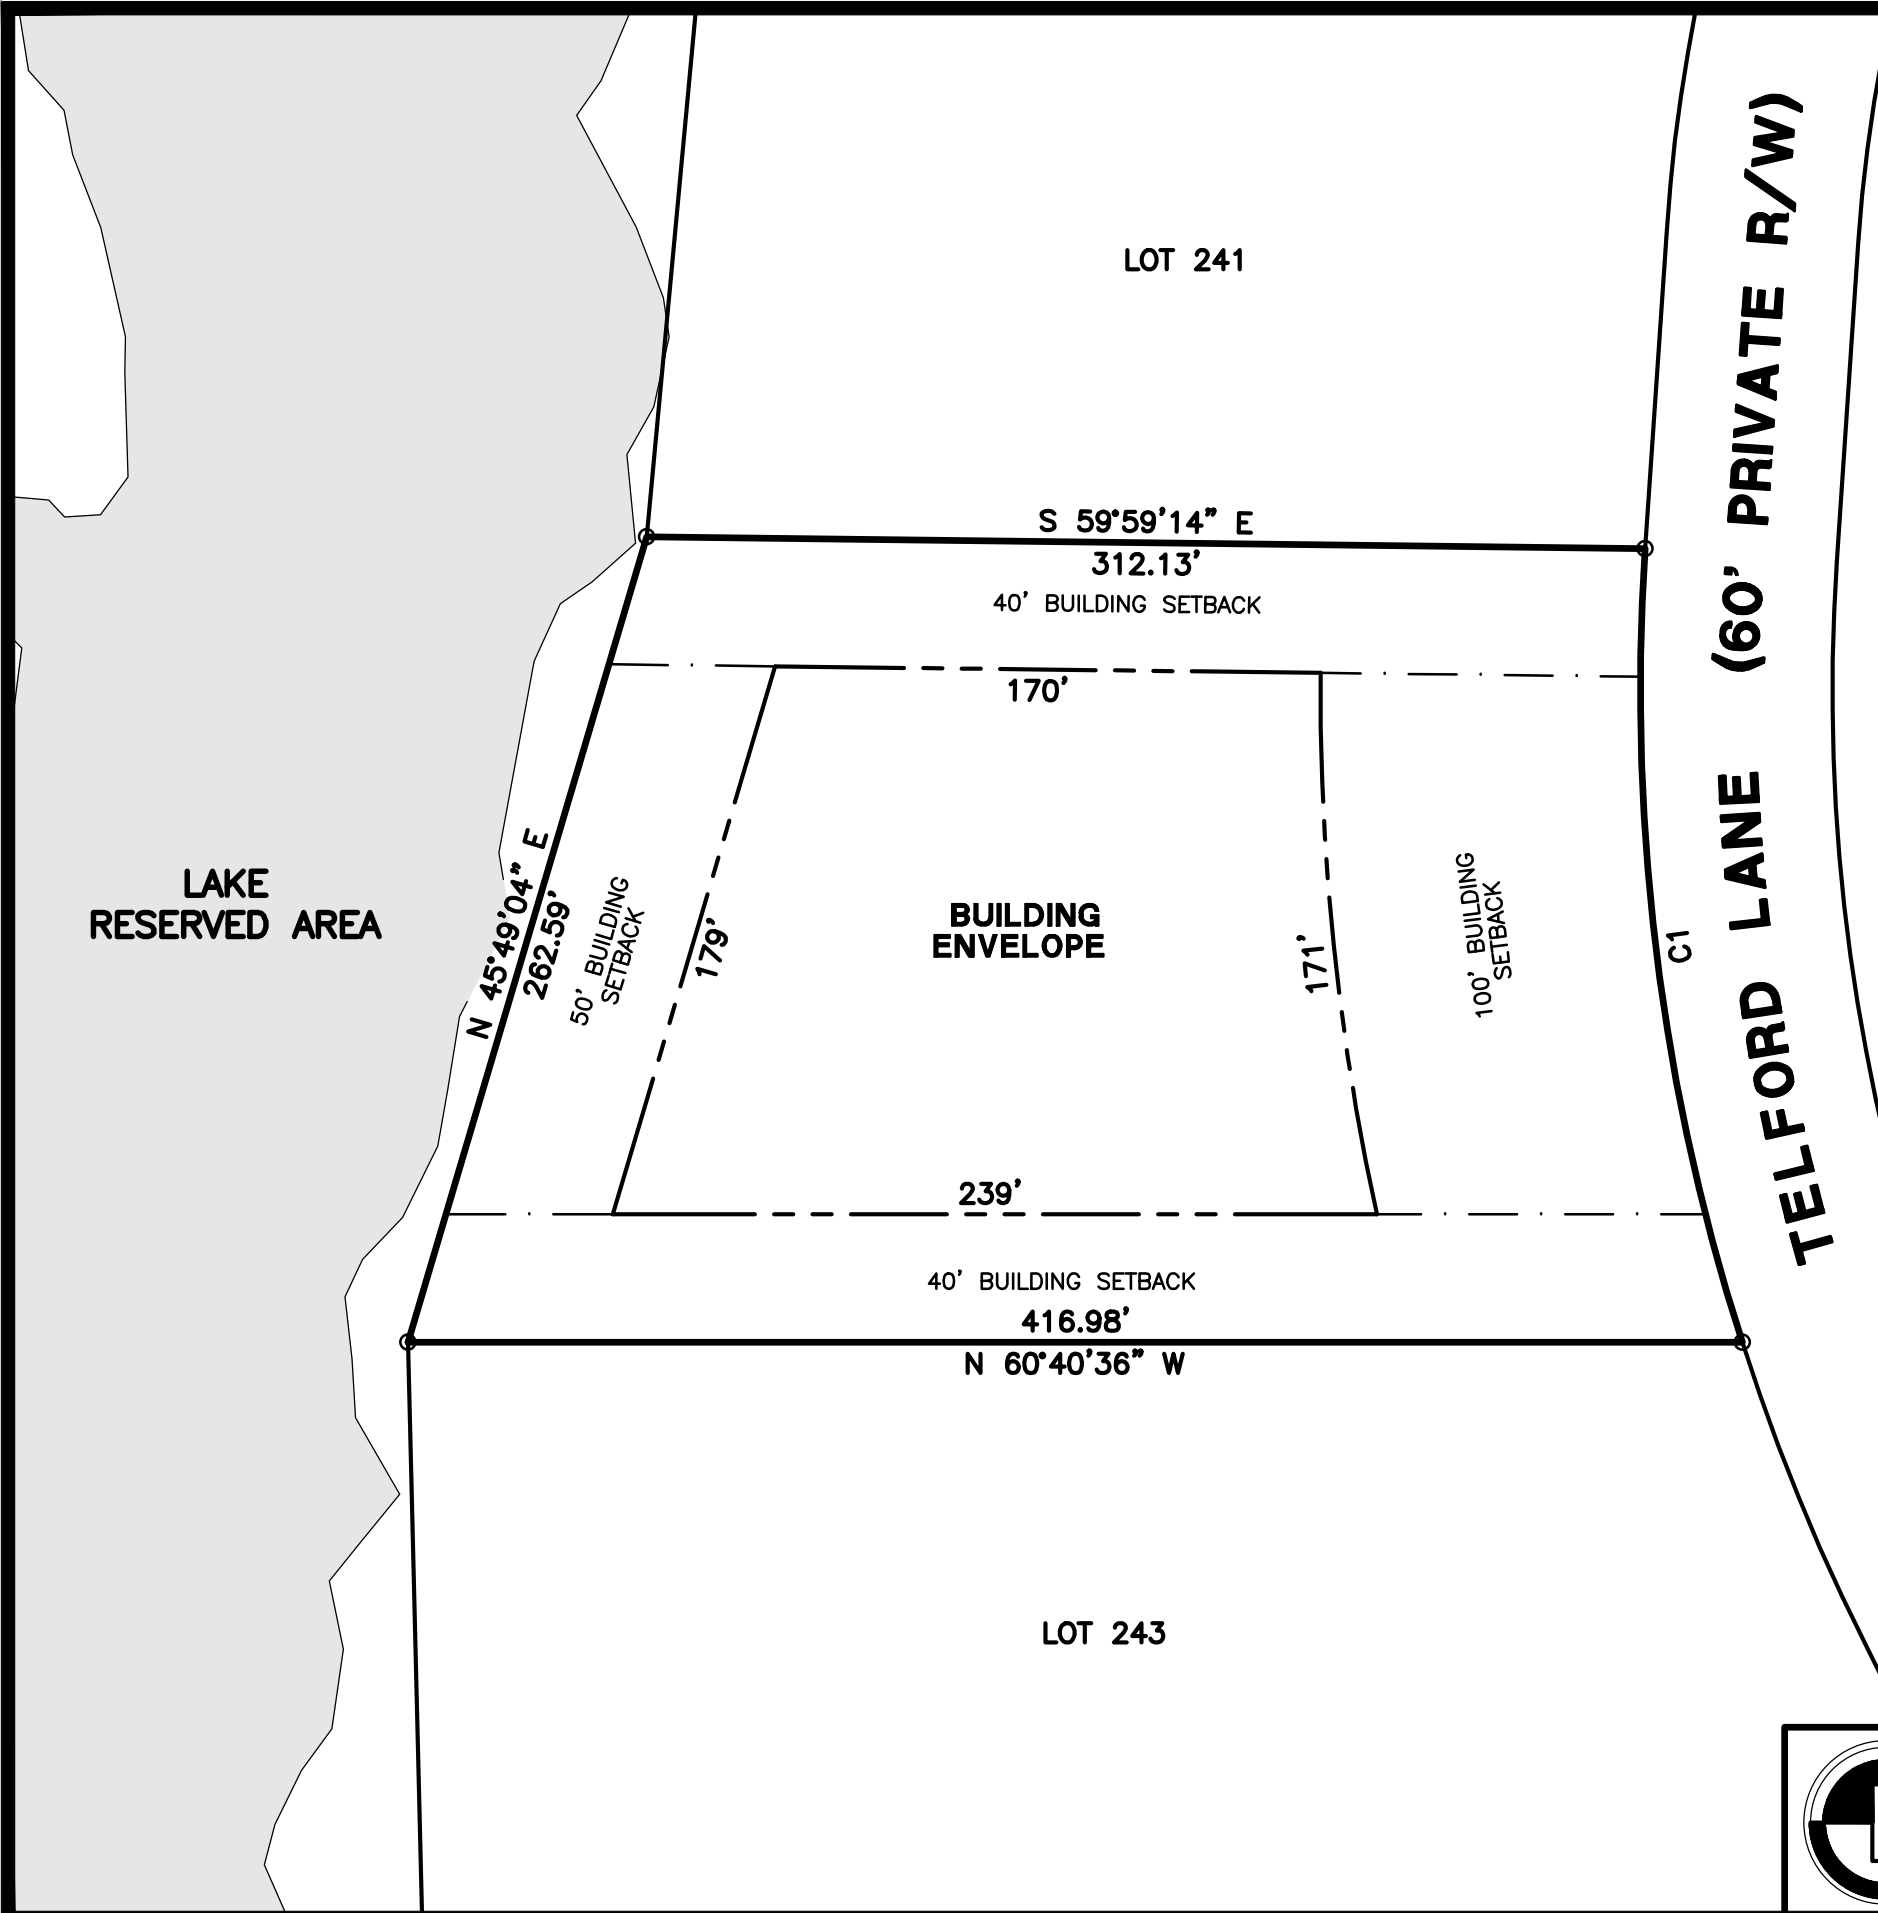 LOT 241
TELFORD LANE (60' PRIVATE R/W)
S 59°59'14" E
312.13'
40' BUILDING SETBACK
170'
LAKE
RESERVED AREA
N 45°49'04" E
262.59'
50' BUILDING
SETBACK
179'
BUILDING
ENVELOPE
171'
100' BUILDING
SETBACK
C1
239'
40' BUILDING SETBACK
416.98'
N 60°40'36" W
LOT 243